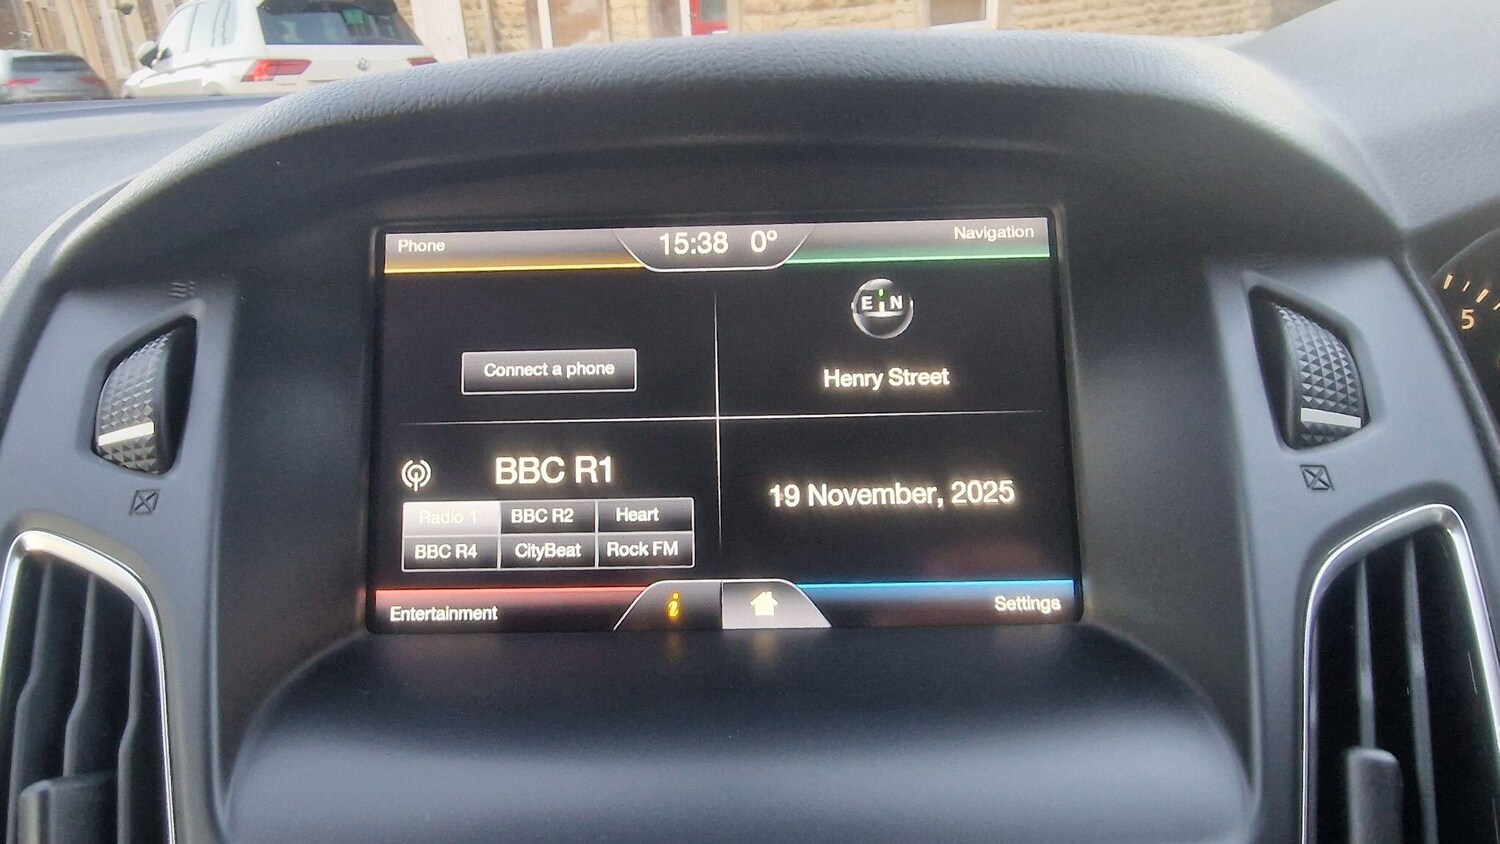 Phone
15:38 0°
Navigation
E N
Connect a phone
Henry Street
BBC R1
Radio 1 BBC R2 Heart
BBC R4 CityBeat Rock FM
19 November, 2025
Entertainment
i
Settings
5